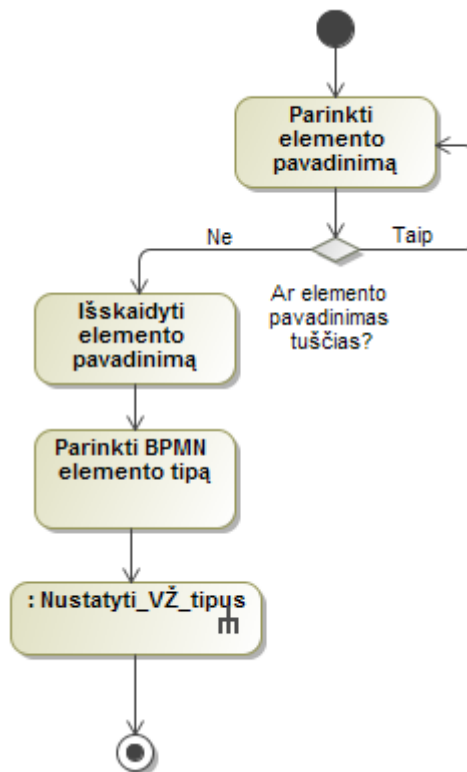 Parinkti
elemento
pavadinimą
Ne
Taip
Ar elemento
pavadinimas
tuščias?
Išskaidyti
elemento
pavadinimą
Parinkti BPMN
elemento tipą
: Nustatyti_VŽ_tipus